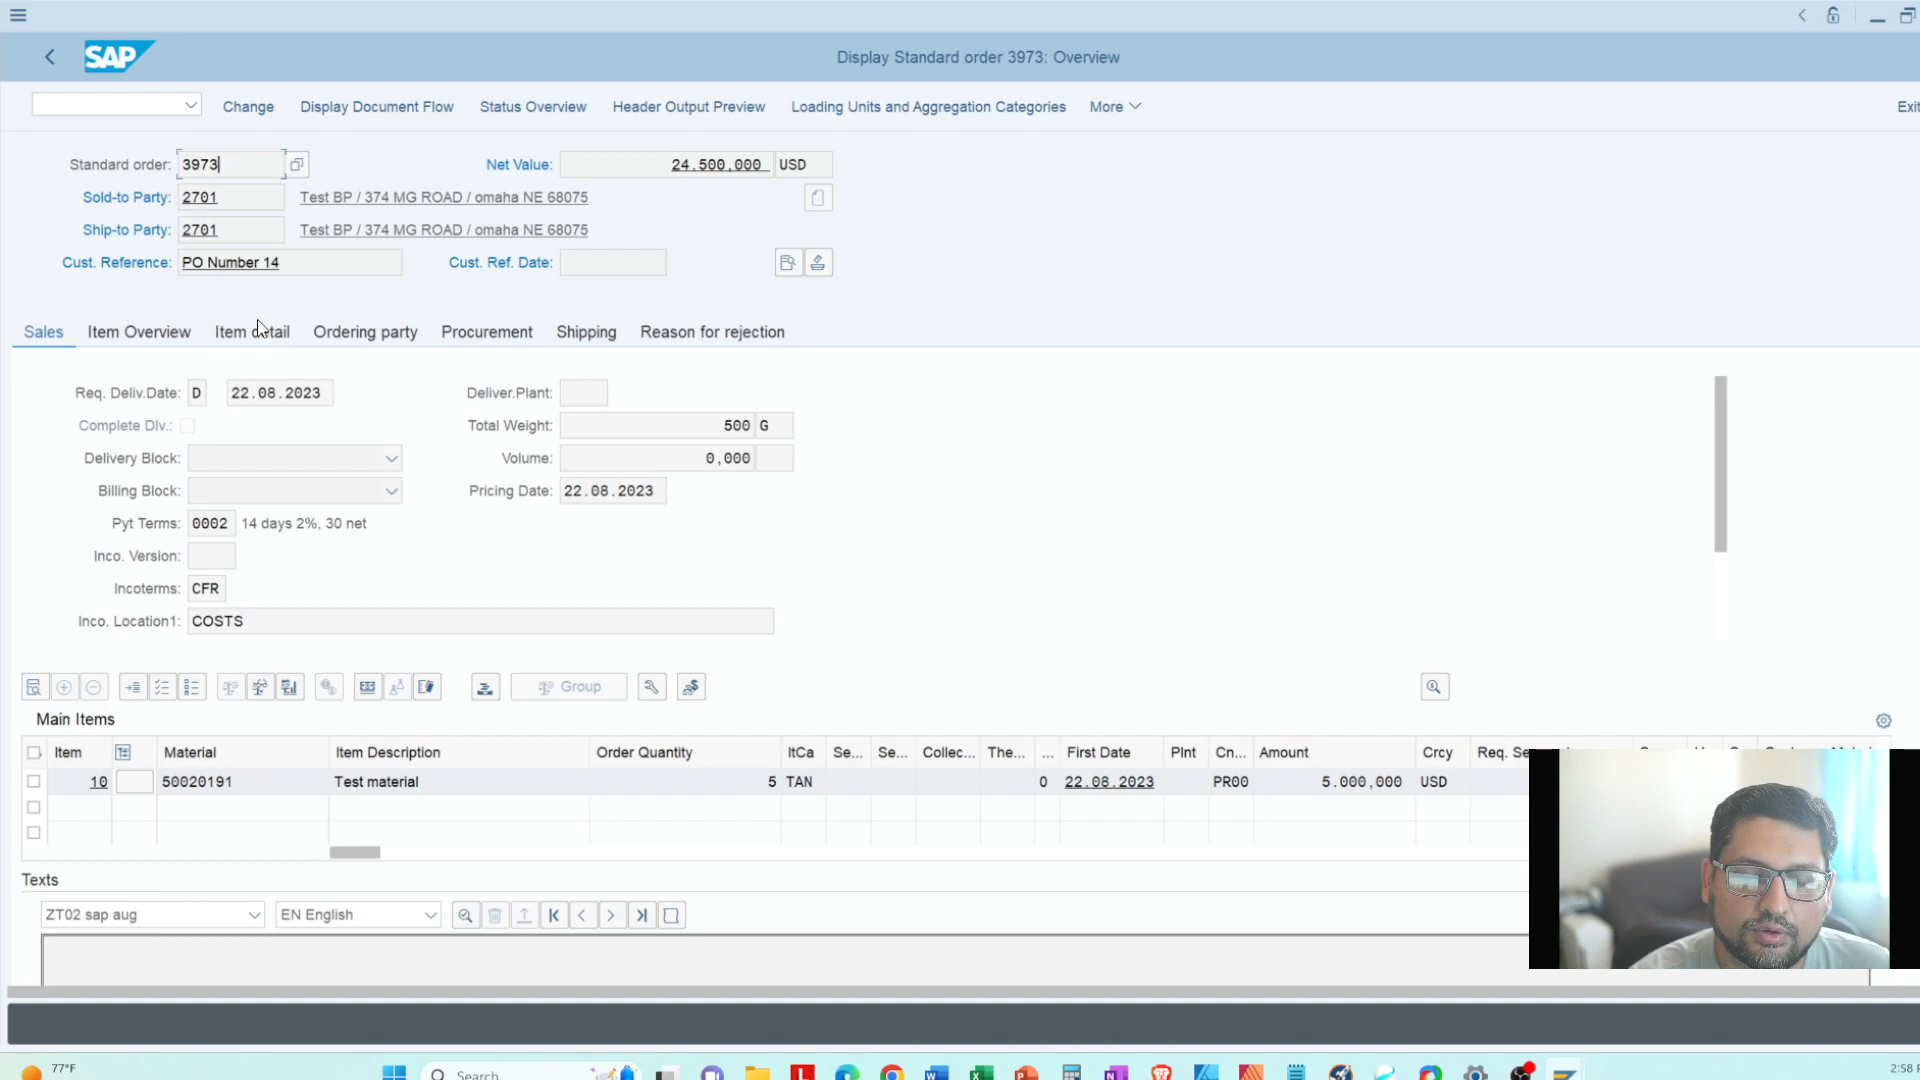 SAP
Display Standard order 3973: Overview
Change Display Document Flow Status Overview Header Output Preview Loading Units and Aggregation Categories More Exit
Standard order: 3973 Net Value: 24.500,000 USD
Sold-to Party: 2701 Test BP / 374 MG ROAD / omaha NE 68075
Ship-to Party: 2701 Test BP / 374 MG ROAD / omaha NE 68075
Cust. Reference: PO Number 14 Cust. Ref. Date:
Sales Item Overview Item detail Ordering party Procurement Shipping Reason for rejection
Req. Deliv.Date: D 22.08.2023 Deliver.Plant:
Complete Dlv.: Total Weight: 500 G
Delivery Block: Volume: 0,000
Billing Block: Pricing Date: 22.08.2023
Pyt Terms: 0002 14 days 2%, 30 net
Inco. Version:
Incoterms: CFR
Inco. Location1: COSTS
Group
Main Items
Item Material Item Description Order Quantity ItCa Se... Se... Collec... The... ... First Date Plnt Cn... Amount Crcy Req. Se
10 50020191 Test material 5 TAN 0 22.08.2023 PR00 5.000,000 USD
Texts
ZT02 sap aug EN English
77°F Search 2:58